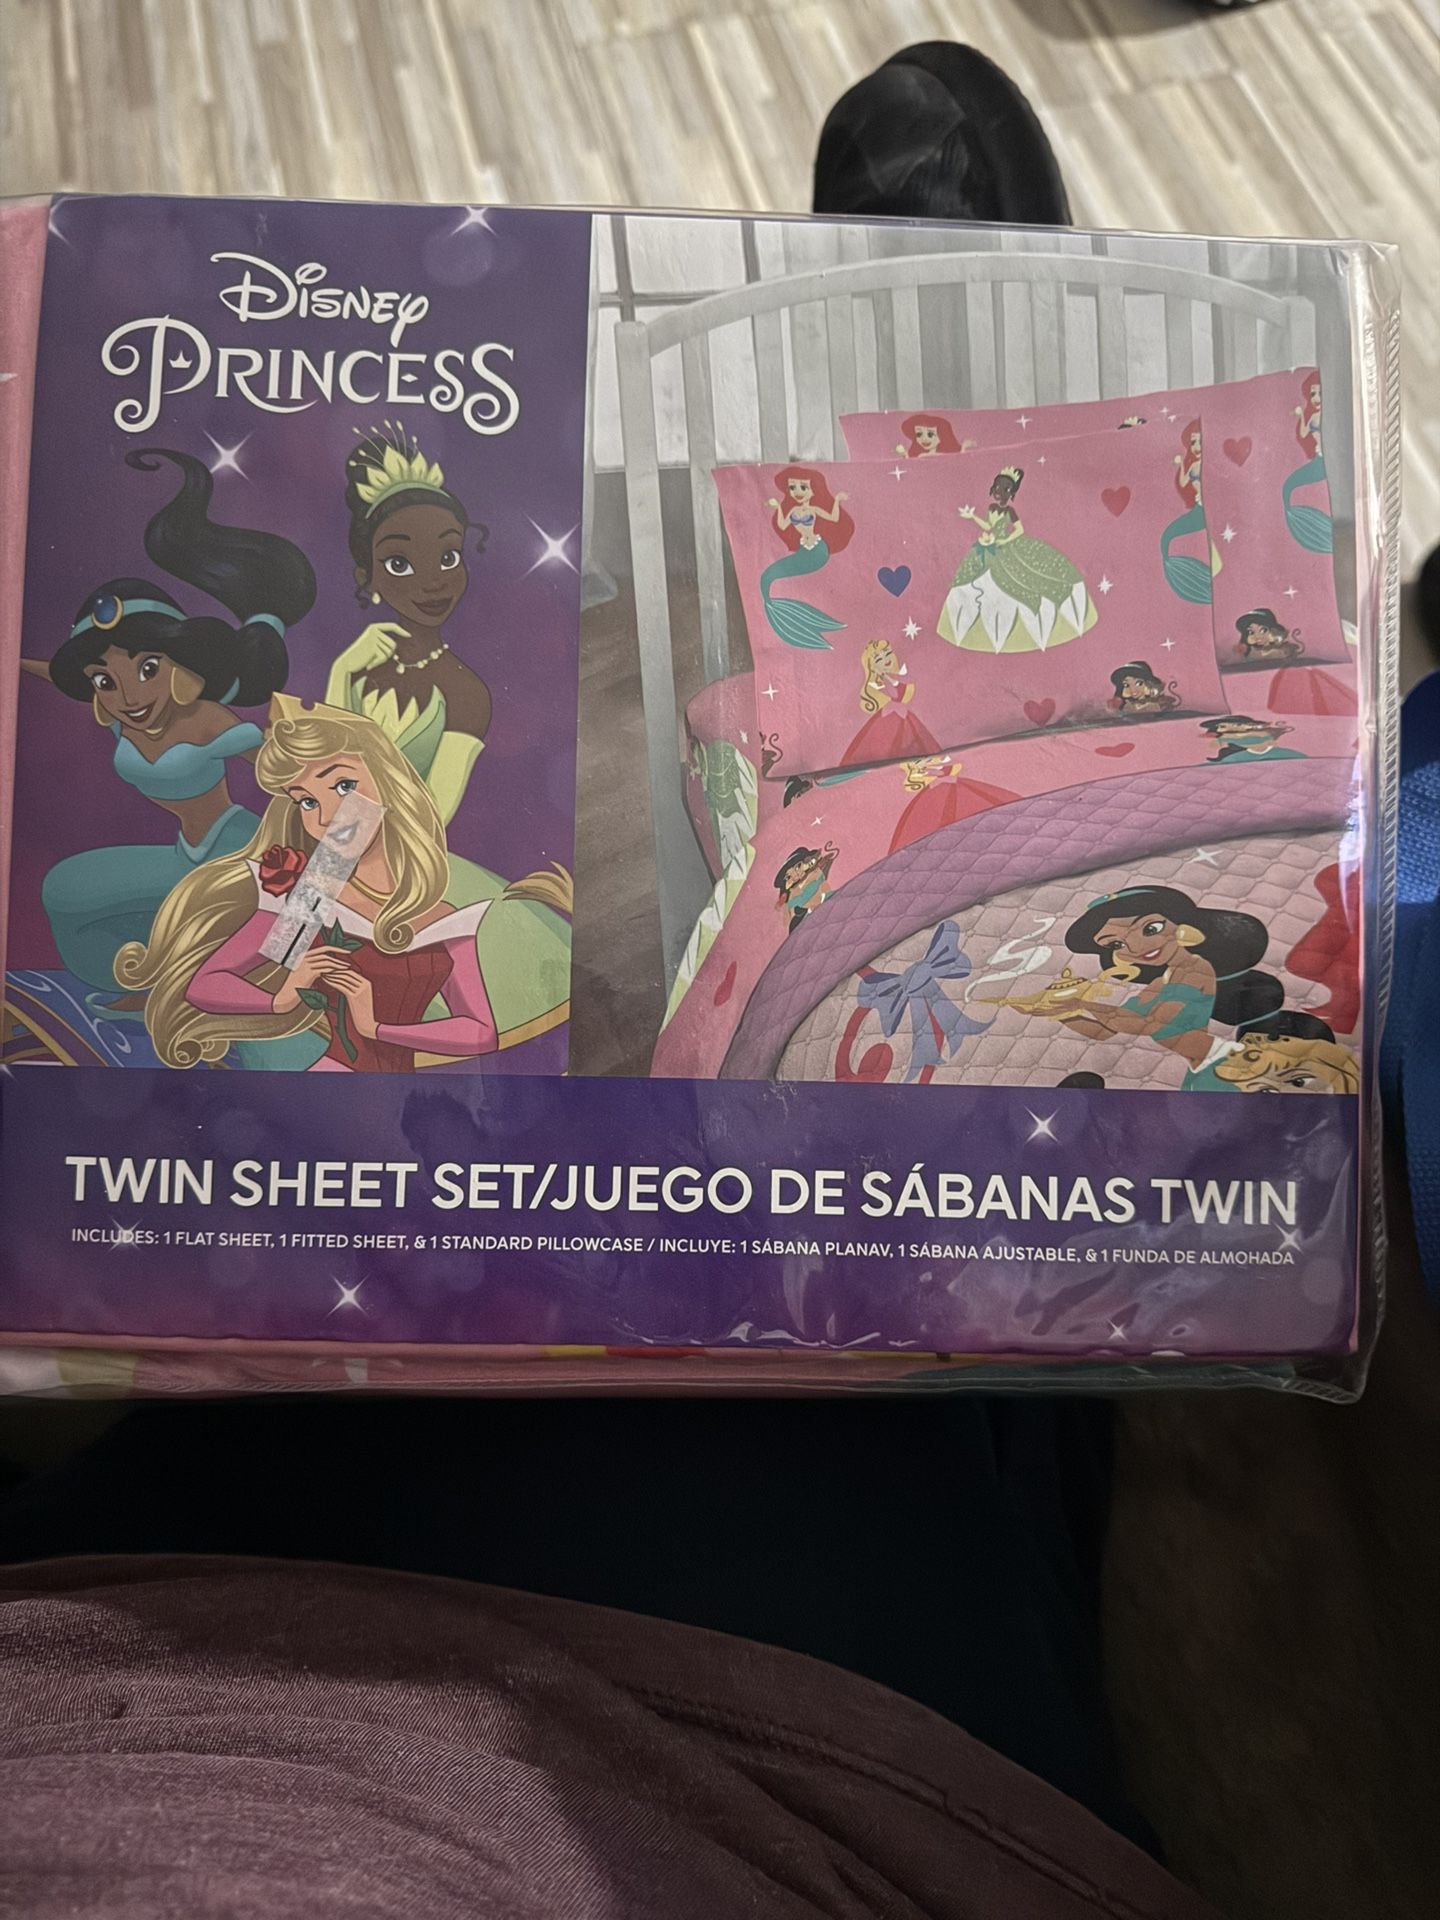 Disney
PRINCESS
TWIN SHEET SET/JUEGO DE SÁBANAS TWIN
INCLUDES: 1 FLAT SHEET, 1 FITTED SHEET, & 1 STANDARD PILLOWCASE / INCLUYE: 1 SÁBANA PLANAV, 1 SÁBANA AJUSTABLE, & 1 FUNDA DE ALMOHADA